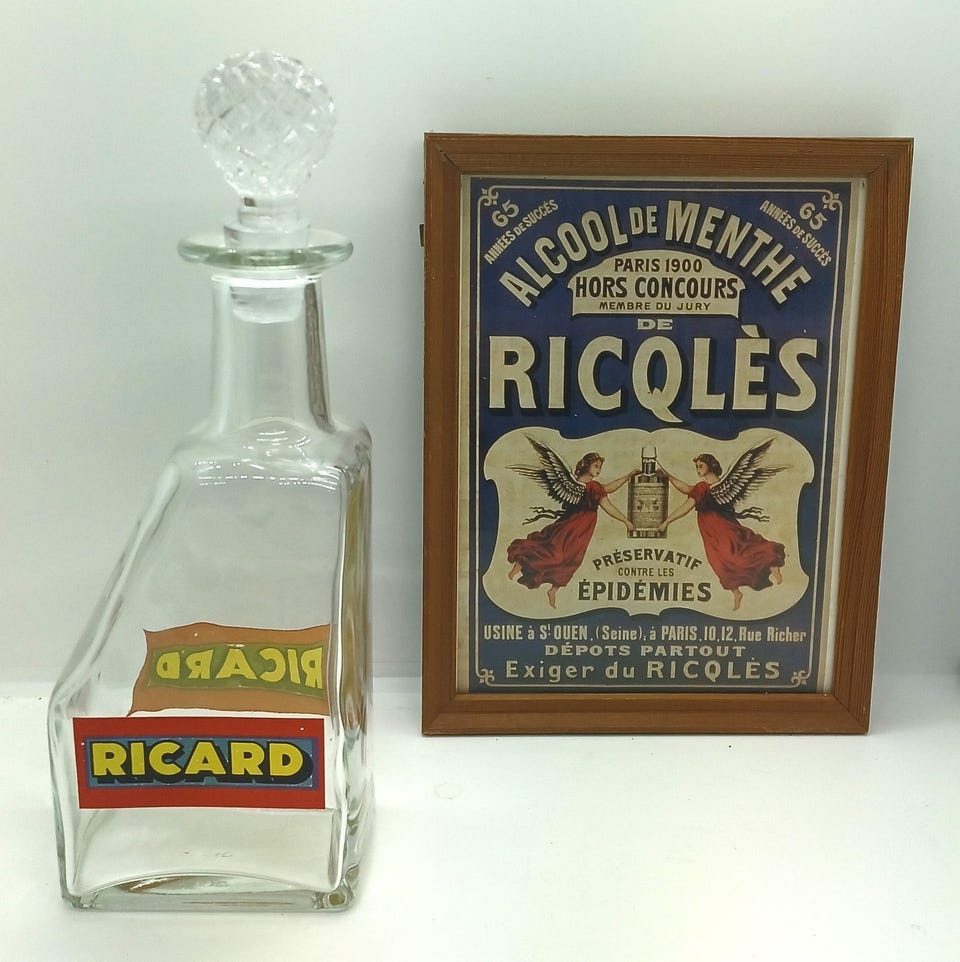 RICARD
RICARD
65
ANNÉES DE SUCCÈS
65
ANNÉES DE SUCCÈS
ALCOOL DE MENTHE
PARIS 1900
HORS CONCOURS
MEMBRE DU JURY
DE
RICQLÈS
PRÉSERVATIF
CONTRE LES
ÉPIDÉMIES
USINE à St OUEN, (Seine), à PARIS, 10, 12, Rue Richer
DÉPOTS PARTOUT
Exiger du RICQLÈS